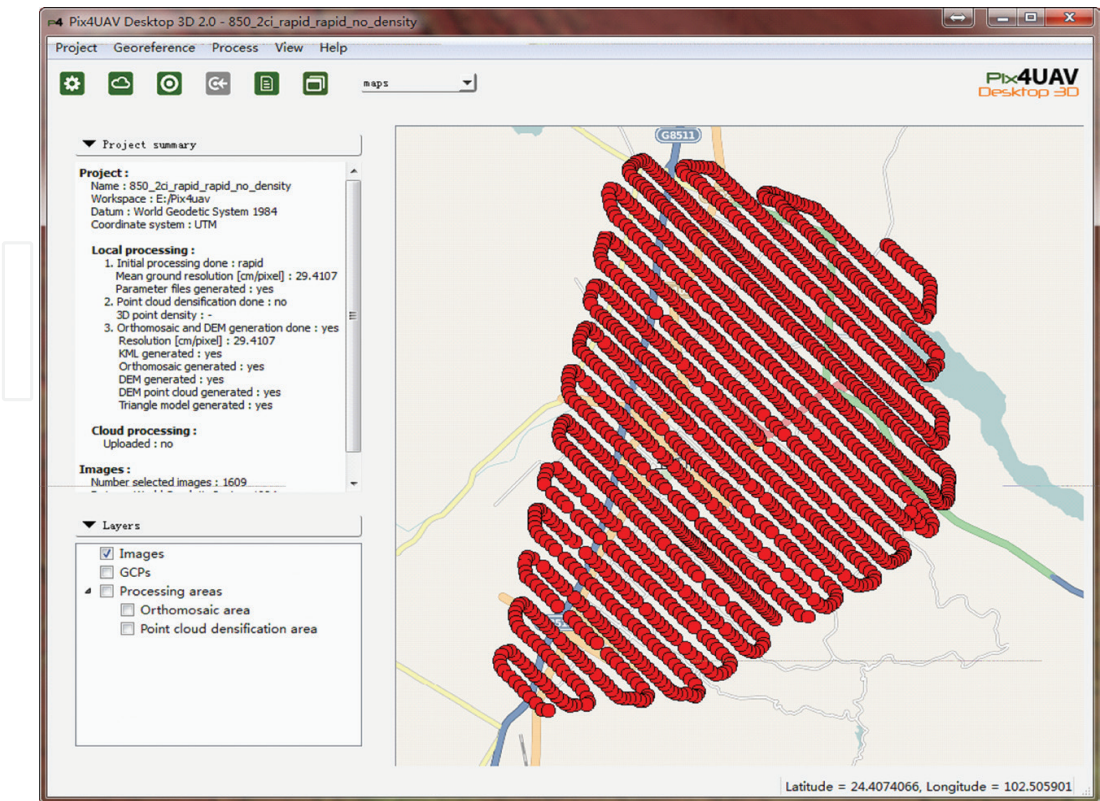 Pix4UAV Desktop 3D 2.0 - 850_2ci_rapid_rapid_no_density
Project Georeference Process View Help
maps
Pix4UAV
Desktop 3D
Project summary
Project :
Name : 850_2ci_rapid_rapid_no_density
Workspace : E:/Pix4uav
Datum : World Geodetic System 1984
Coordinate system : UTM
Local processing :
1. Initial processing done : rapid
Mean ground resolution [cm/pixel] : 29.4107
Parameter files generated : yes
2. Point cloud densification done : no
3D point density : -
3. Orthomosaic and DEM generation done : yes
Resolution [cm/pixel] : 29.4107
KML generated : yes
Orthomosaic generated : yes
DEM generated : yes
DEM point cloud generated : yes
Triangle model generated : yes
Cloud processing :
Uploaded : no
Images :
Number selected images : 1609
G8511
Layers
Images
GCPs
Processing areas
Orthomosaic area
Point cloud densification area
Latitude = 24.4074066, Longitude = 102.505901